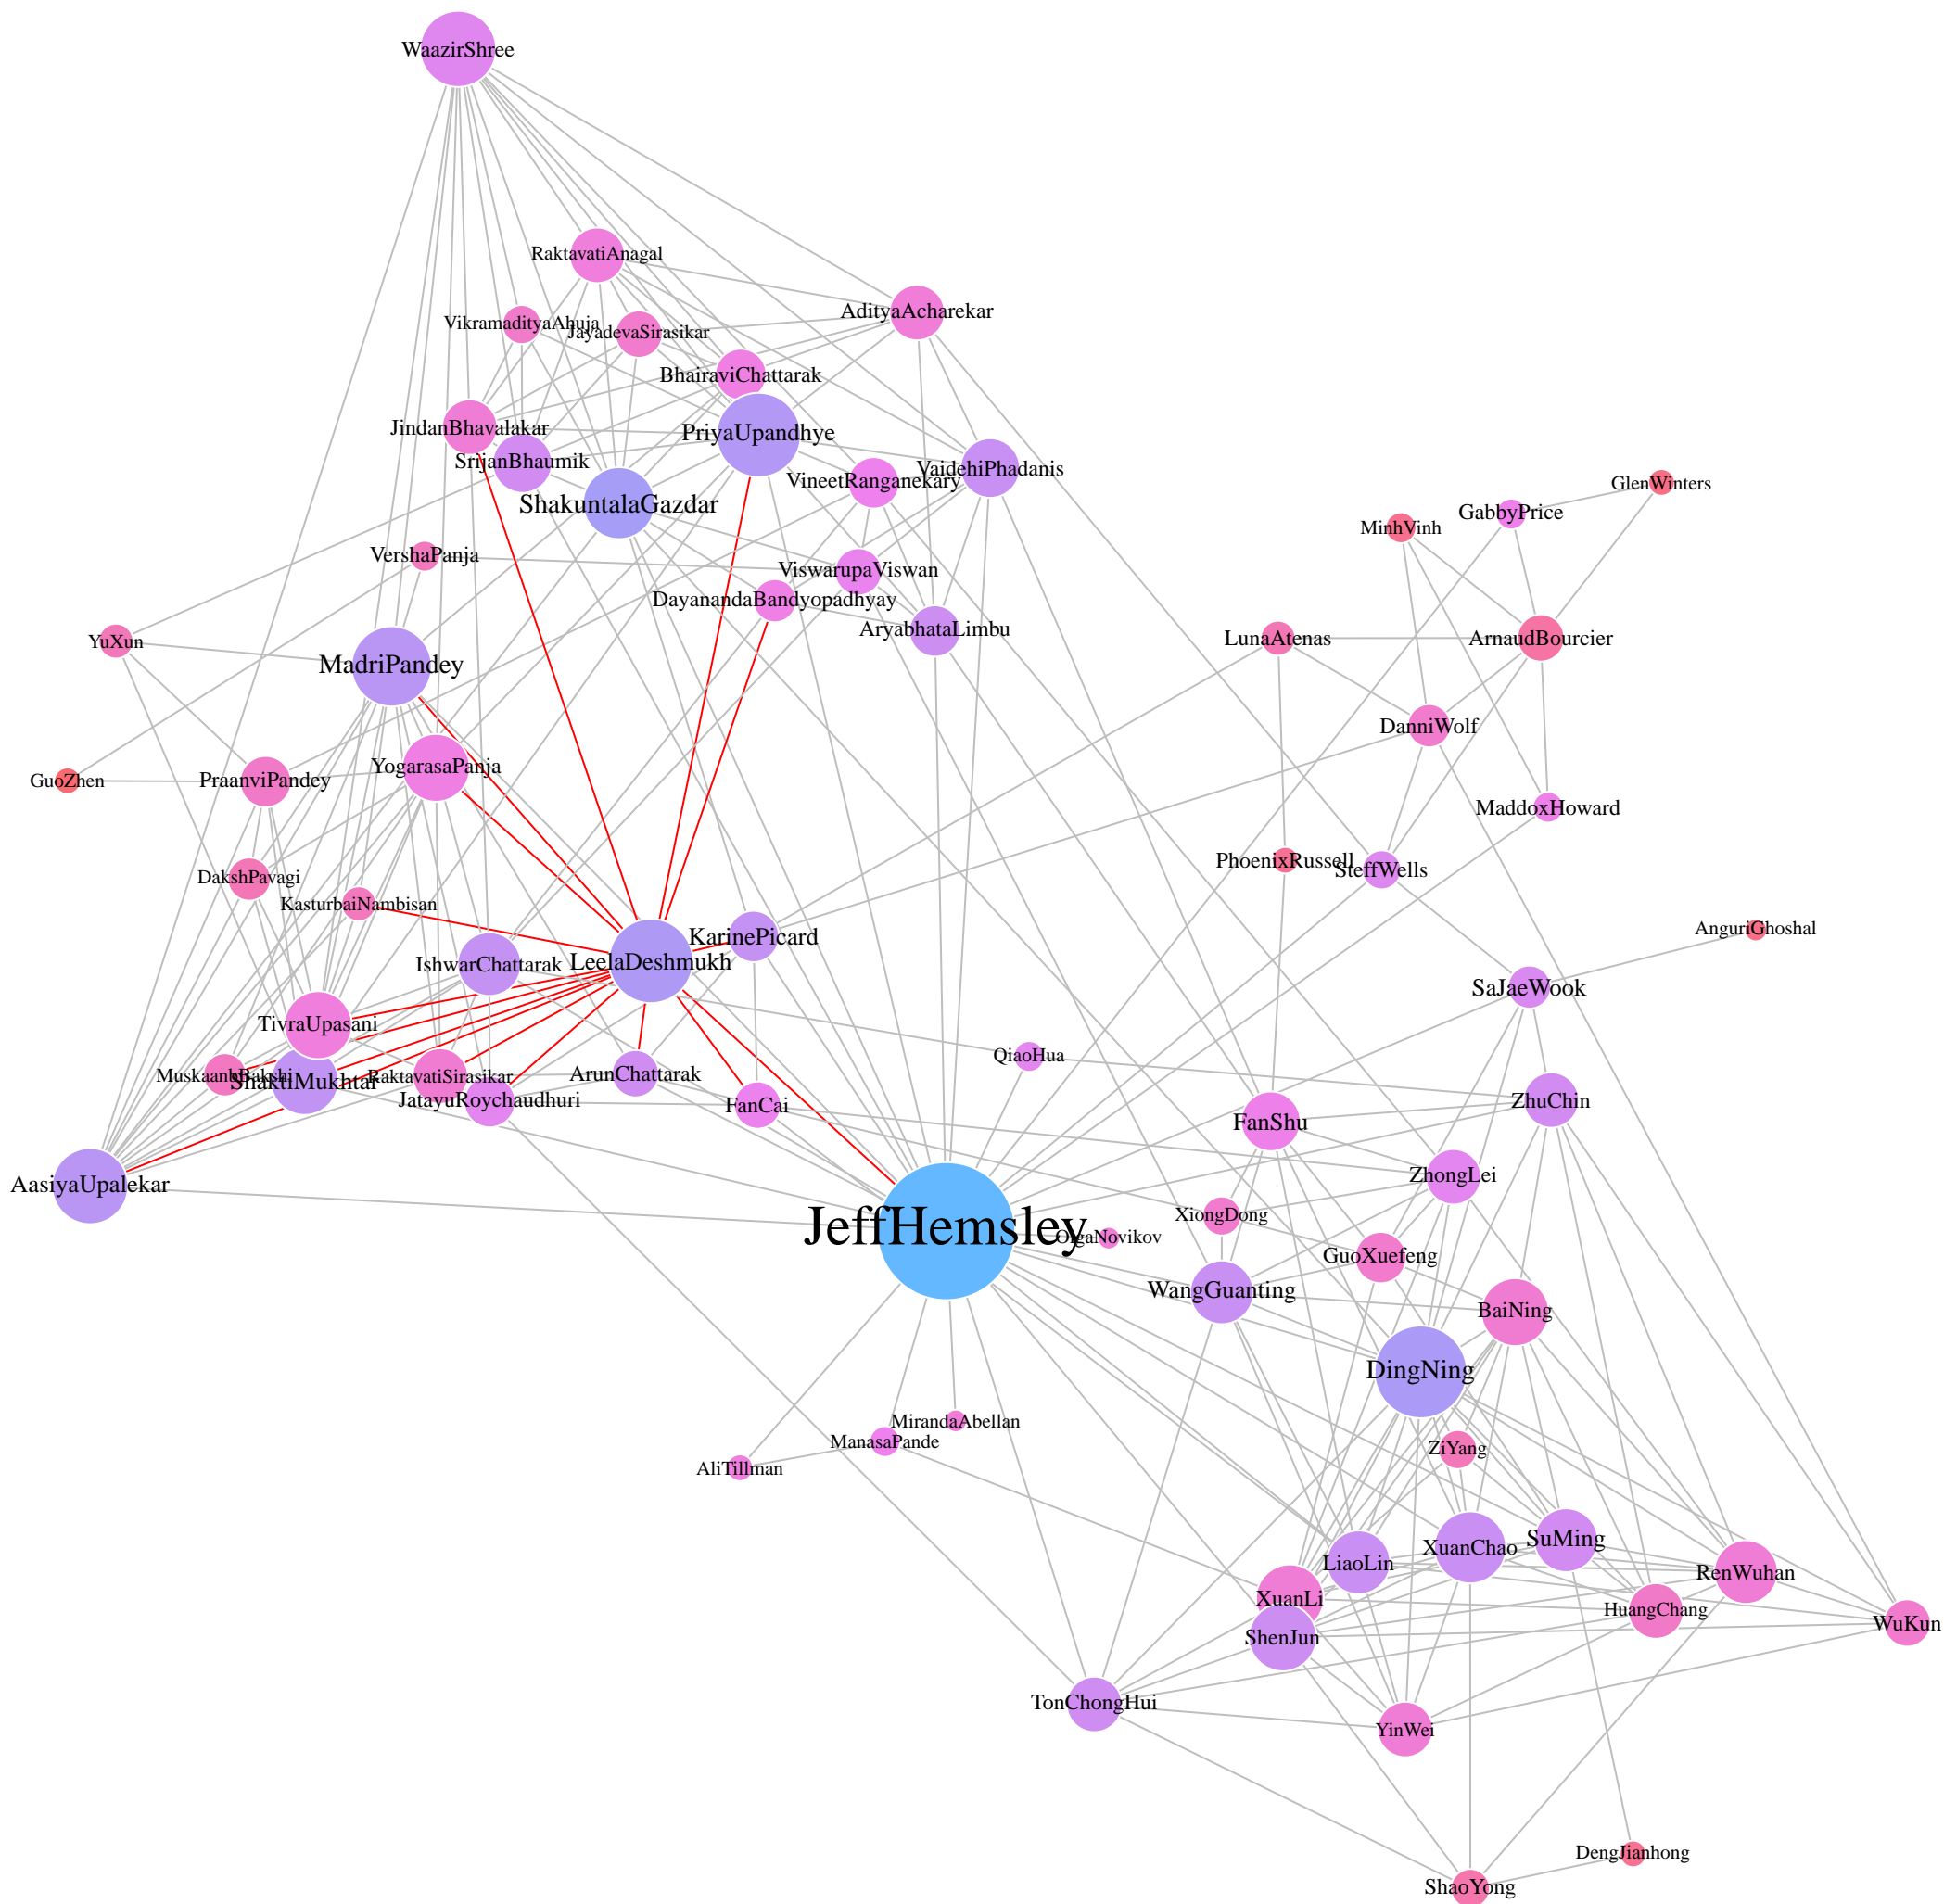 WaazirShree
RaktavatiAnagal
AdityaAcharekar
VikramadityaAhuja
JayadevaSirasikar
BhairaviChattarak
JindanBhavalakar
PriyaUpandhye
SrijanBhaumik
VaidehiPhadanis
VineetRanganekary
GlenWinters
ShakuntalaGazdar
GabbyPrice
MinhVinh
VershaPanja
ViswarupaViswan
DayanandaBandyopadhyay
AryabhataLimbu
YuXun
LunaAtenas
ArnaudBourcier
MadriPandey
DanniWolf
YogarasaPanja
GuoZhen
PraanviPandey
MaddoxHoward
PhoenixRussell
SteffWells
DakshPavagi
KasturbaiNambisan
AnguriGhoshal
KarinePicard
IshwarChattarak
LeelaDeshmukh
SaJaeWook
TivraUpasani
QiaoHua
MuskaanbBakshi
ShaktiMukhtar
RaktavatiSirasikar
ArunChattarak
JatayuRoychaudhuri
FanCai
ZhuChin
FanShu
ZhongLei
AasiyaUpalekar
XiongDong
JeffHemsley
OlgaNovikov
GuoXuefeng
WangGuanting
BaiNing
DingNing
MirandaAbellan
ManasaPande
ZiYang
AliTillman
SuMing
XuanChao
LiaoLin
RenWuhan
XuanLi
HuangChang
WuKun
ShenJun
TonChongHui
YinWei
DengJianhong
ShaoYong